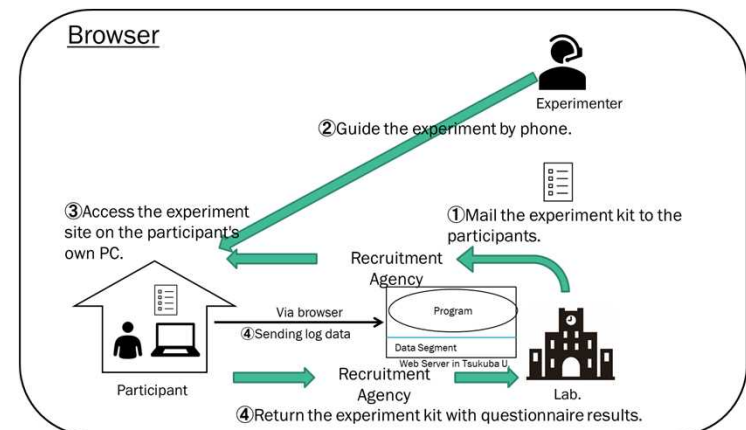 Browser
Experimenter
②Guide the experiment by phone.
③Access the experiment
site on the participant's
own PC.
①Mail the experiment kit to the
participants.
Recruitment
Agency
Via browser
④Sending log data
Program
Data Segment
Web Server in Tsukuba U.
Participant
Recruitment
Agency
Lab.
④Return the experiment kit with questionnaire results.